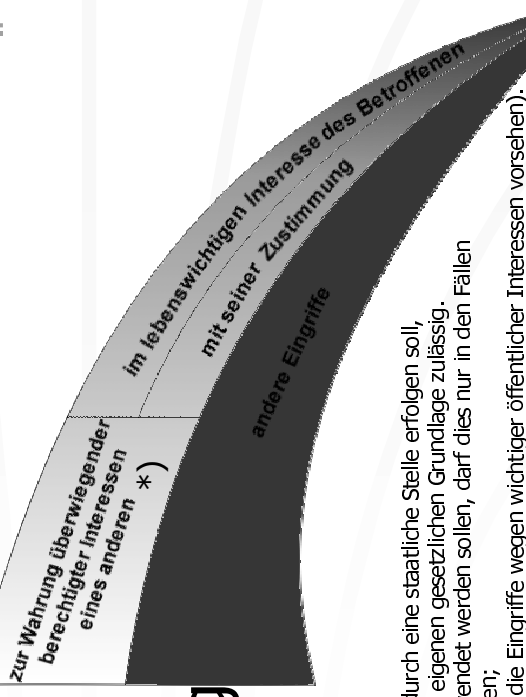 im lebenswichtigen Interesse des Betroffenen
mit seiner Zustimmung
andere Eingriffe
zur Wahrung überwiegender
berechtigter Interessen
eines anderen *)
durch eine staatliche Stelle erfolgen soll,
eigenen gesetzlichen Grundlage zulässig.
endet werden sollen, darf dies nur in den Fällen
en;
die Eingriffe wegen wichtiger öffentlicher Interessen vorsehen).